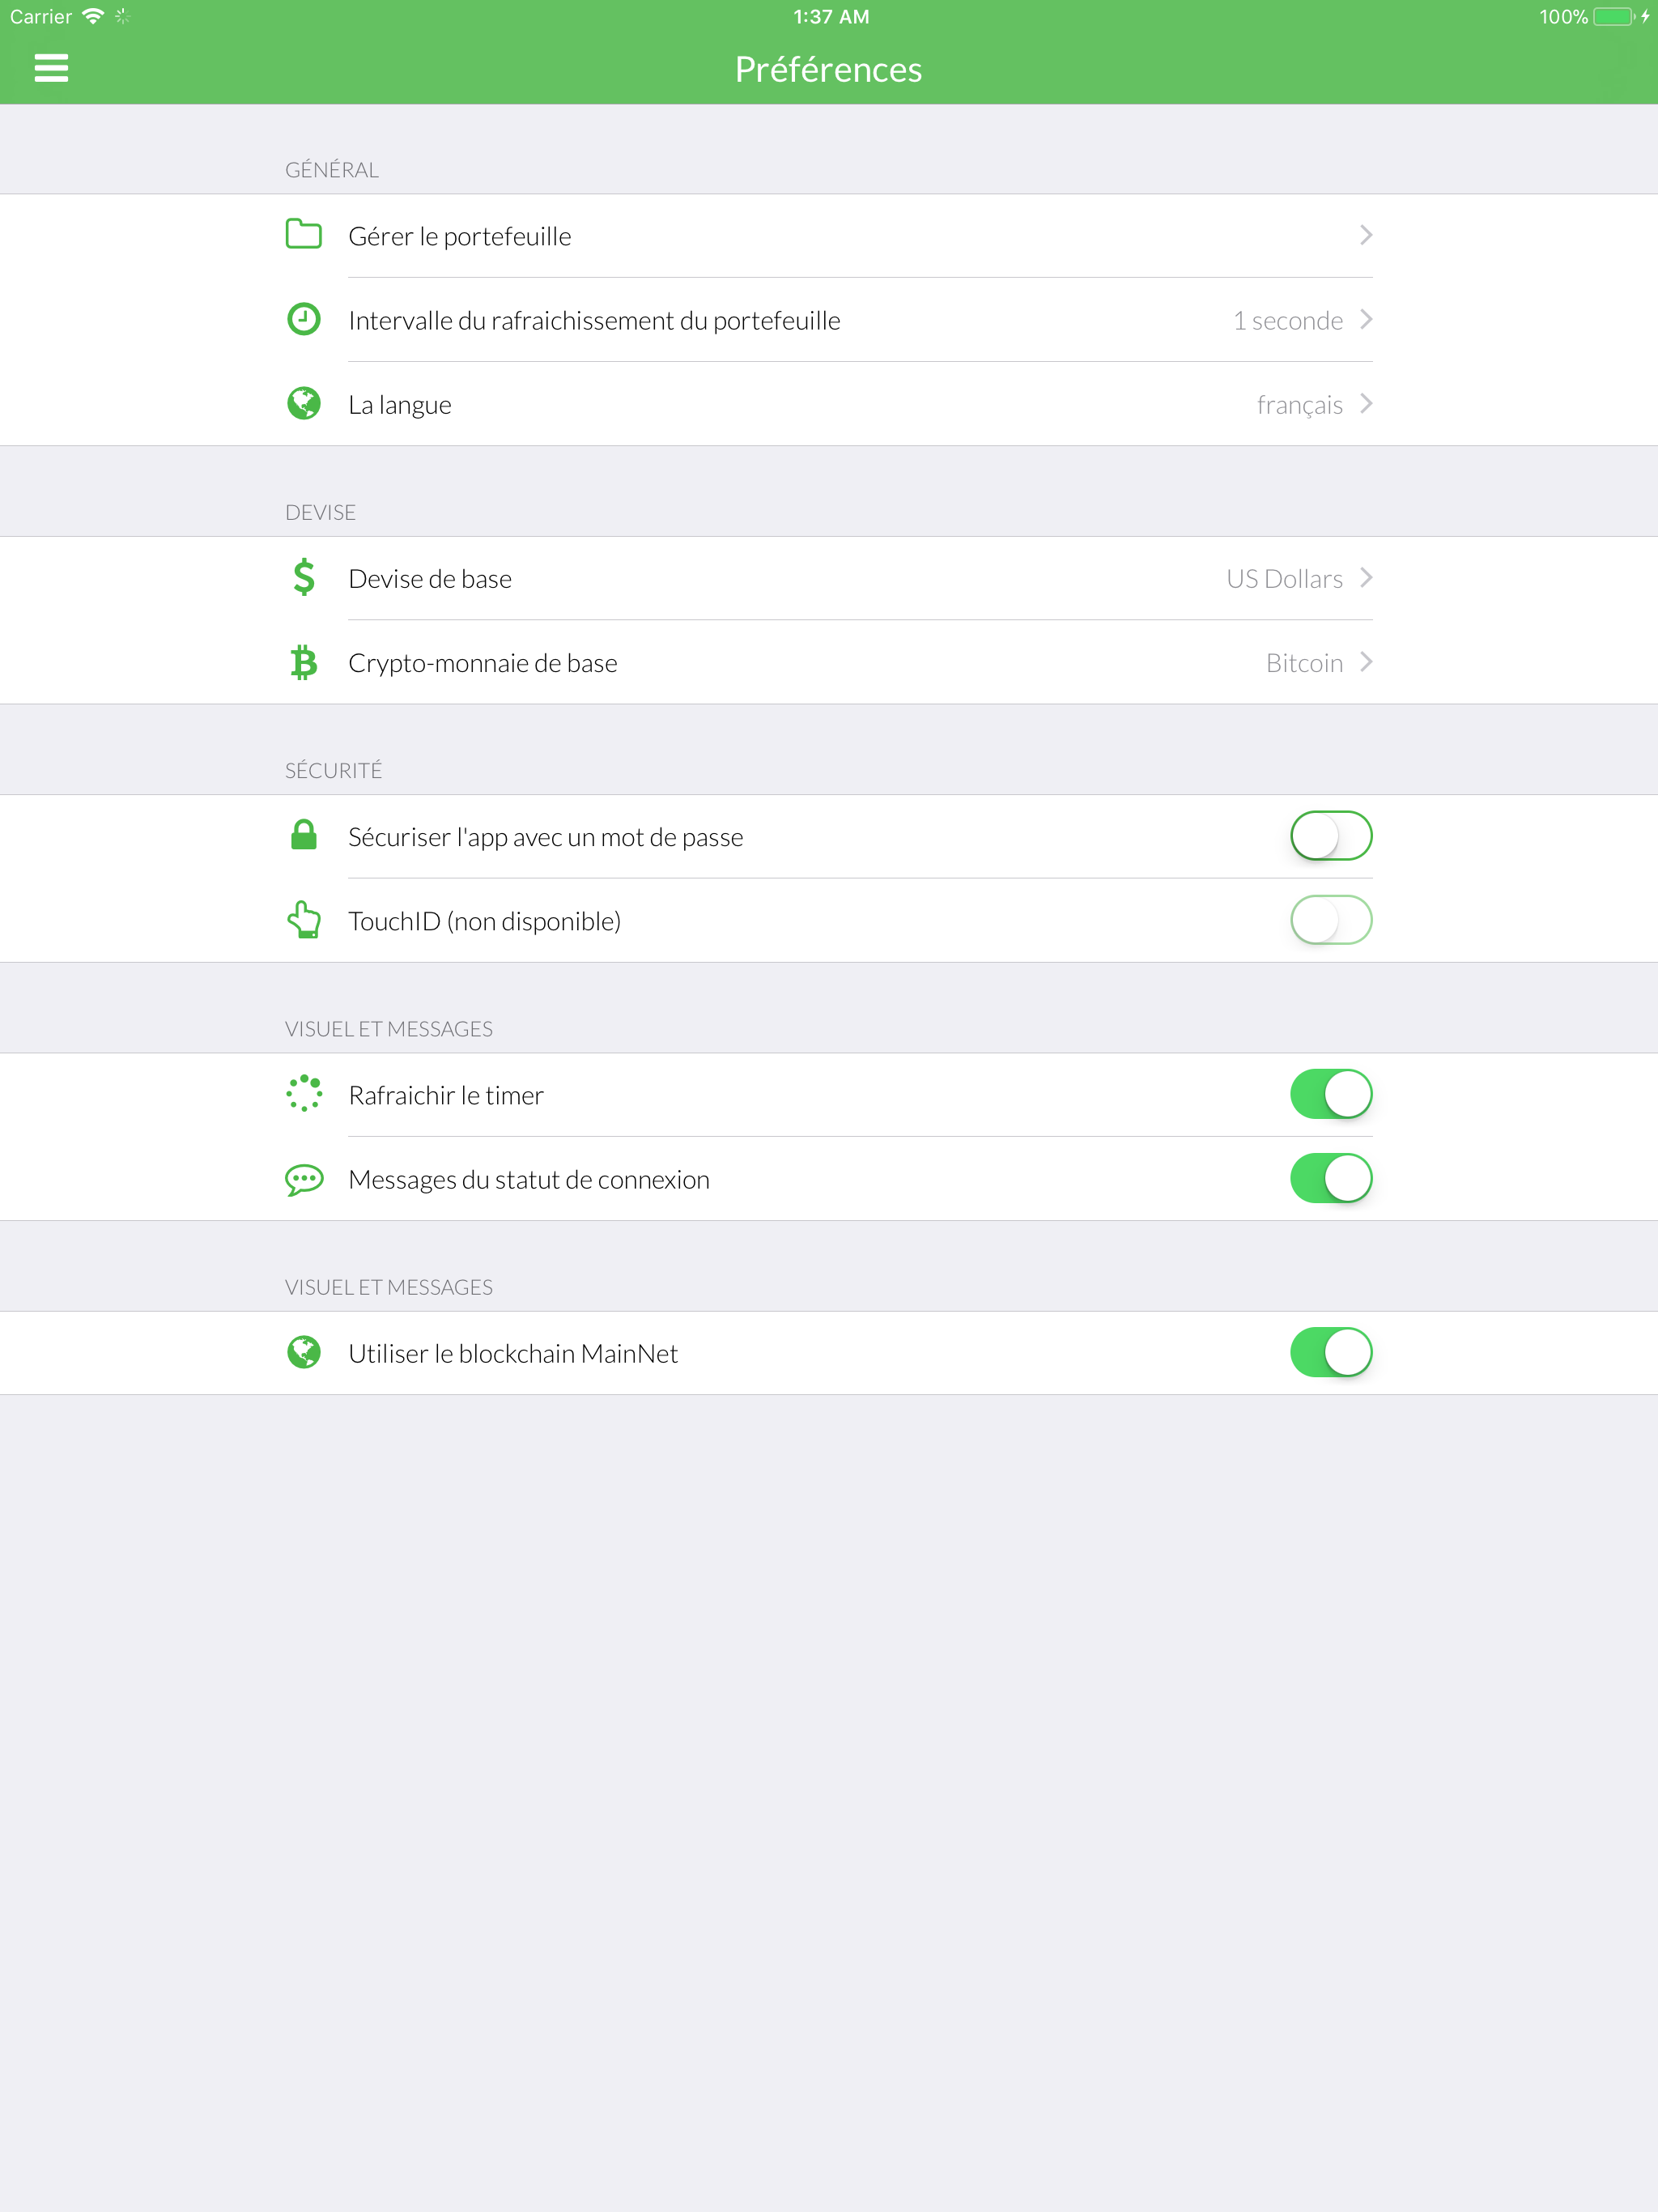 Carrier
1:37 AM
100%
Préférences
GÉNÉRAL
Gérer le portefeuille
Intervalle du rafraichissement du portefeuille 1 seconde
La langue français
DEVISE
Devise de base US Dollars
Crypto-monnaie de base Bitcoin
SÉCURITÉ
Sécuriser l'app avec un mot de passe
TouchID (non disponible)
VISUEL ET MESSAGES
Rafraichir le timer
Messages du statut de connexion
VISUEL ET MESSAGES
Utiliser le blockchain MainNet